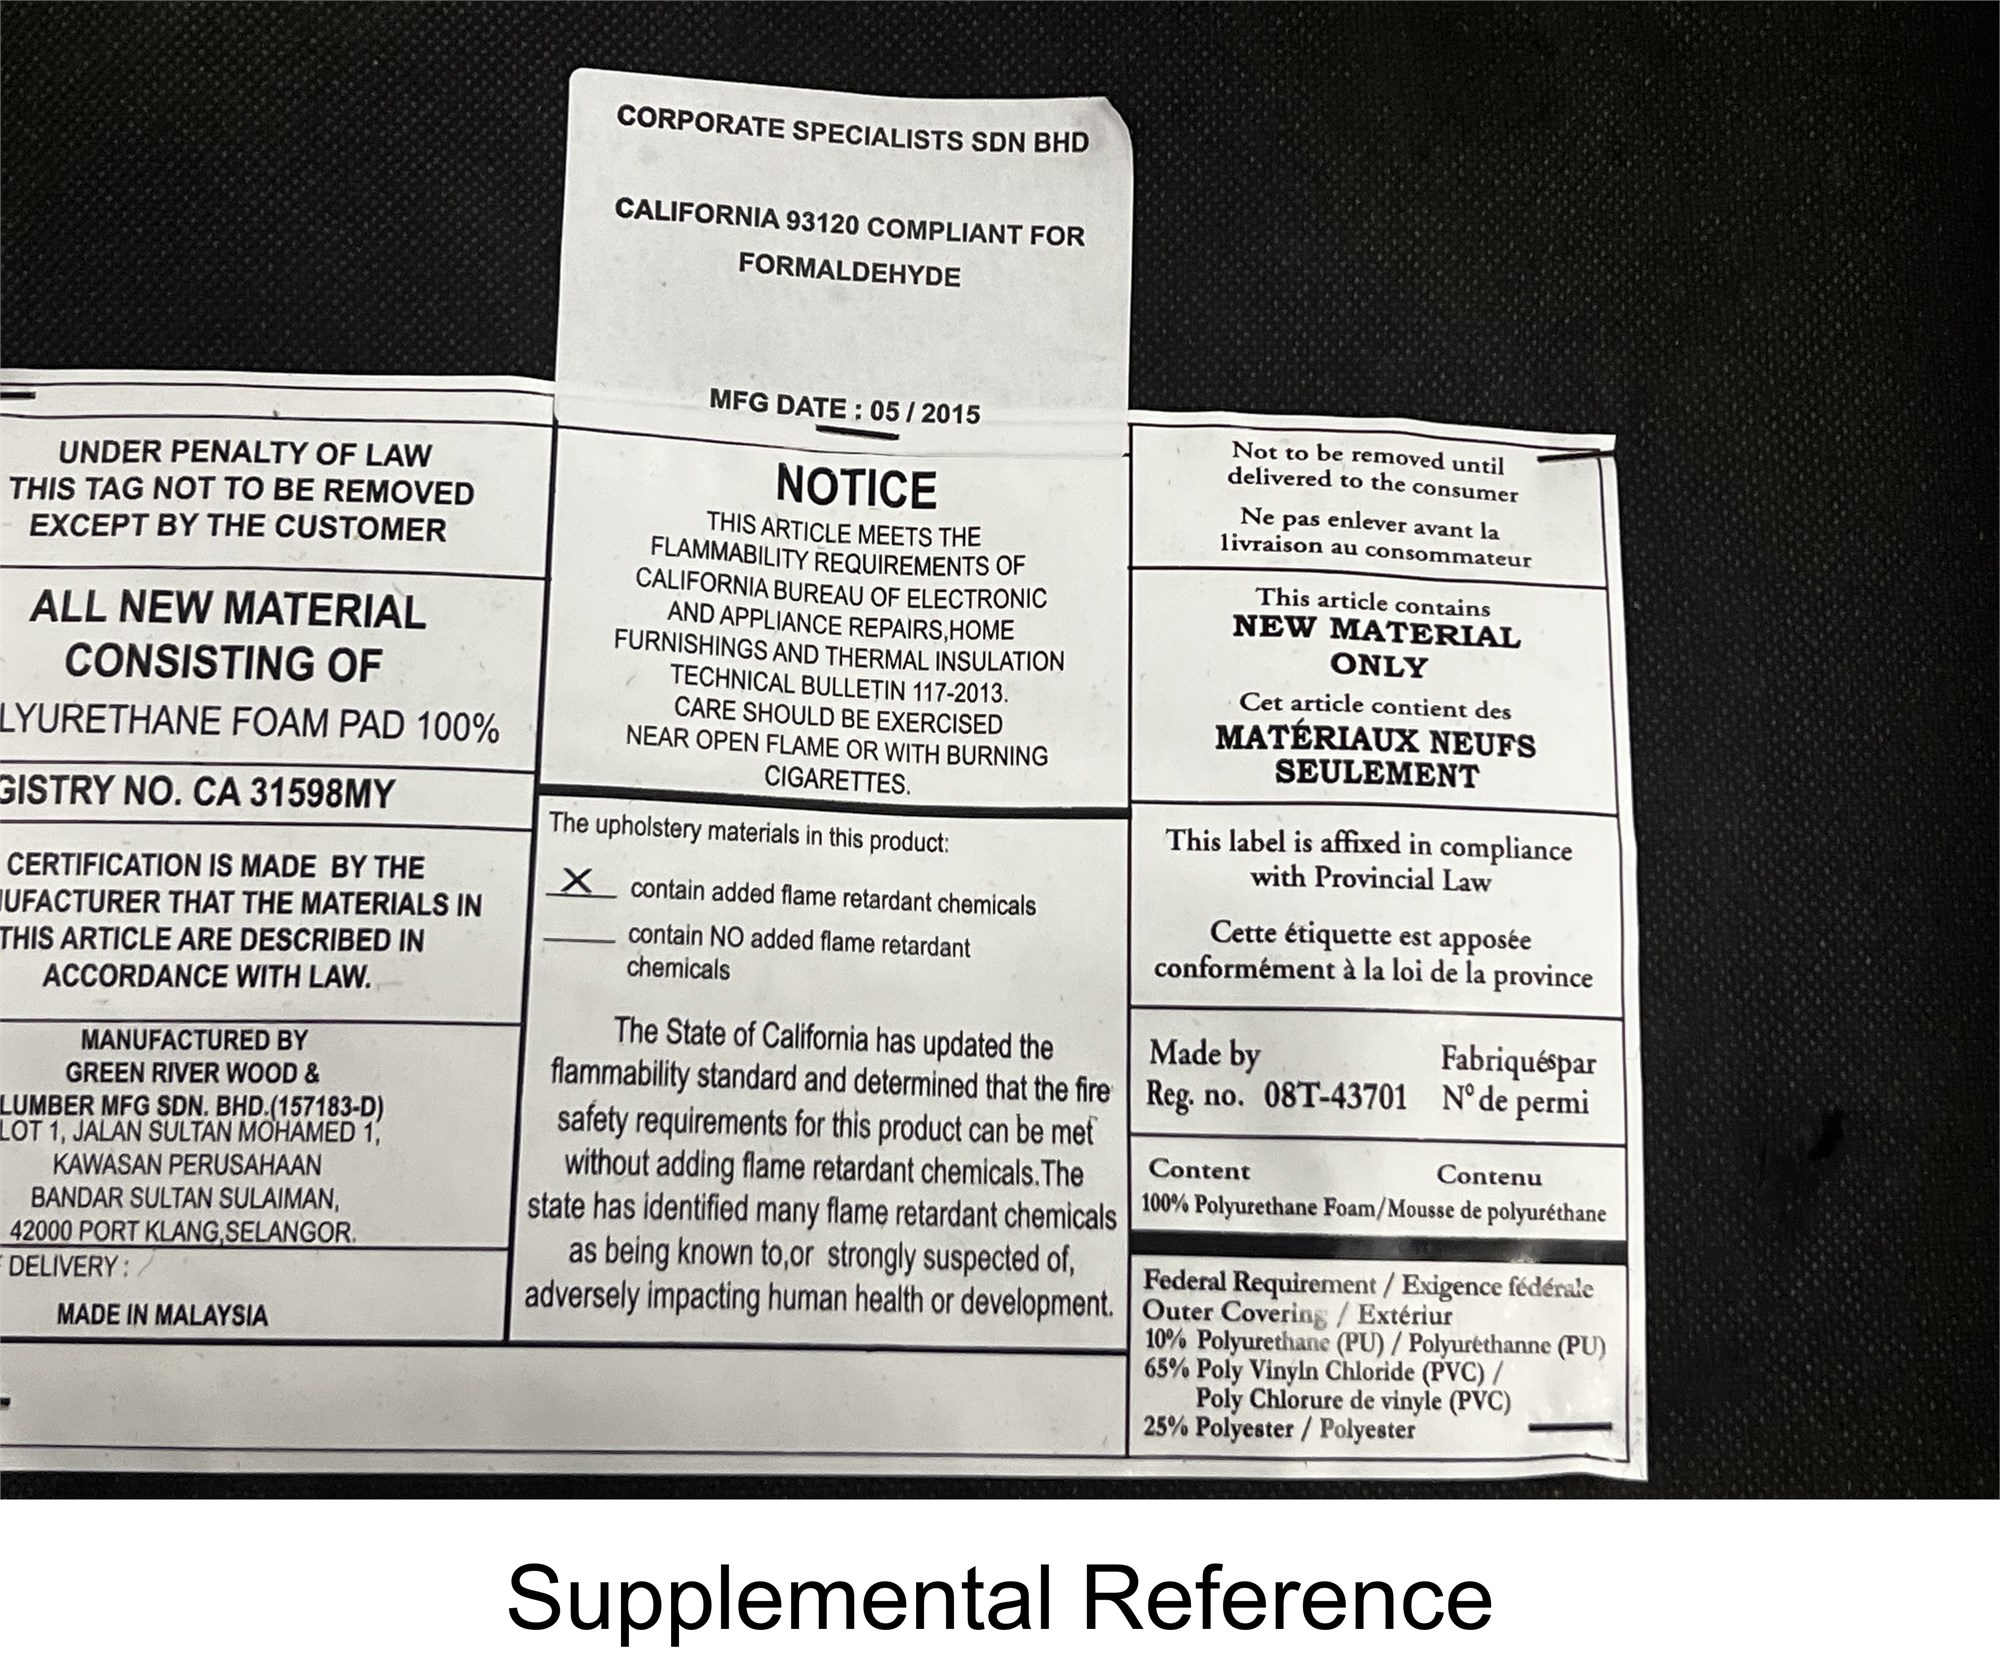 CORPORATE SPECIALISTS SDN BHD
CALIFORNIA 93120 COMPLIANT FOR
FORMALDEHYDE
MFG DATE : 05 / 2015
UNDER PENALTY OF LAW
THIS TAG NOT TO BE REMOVED
EXCEPT BY THE CUSTOMER
ALL NEW MATERIAL
CONSISTING OF
LYURETHANE FOAM PAD 100%
GISTRY NO. CA 31598MY
CERTIFICATION IS MADE BY THE
UFACTURER THAT THE MATERIALS IN
THIS ARTICLE ARE DESCRIBED IN
ACCORDANCE WITH LAW.
MANUFACTURED BY
GREEN RIVER WOOD &
LUMBER MFG SDN. BHD.(157183-D)
LOT 1, JALAN SULTAN MOHAMED 1,
KAWASAN PERUSAHAAN
BANDAR SULTAN SULAIMAN,
42000 PORT KLANG,SELANGOR.
DELIVERY :
MADE IN MALAYSIA
NOTICE
THIS ARTICLE MEETS THE
FLAMMABILITY REQUIREMENTS OF
CALIFORNIA BUREAU OF ELECTRONIC
AND APPLIANCE REPAIRS,HOME
FURNISHINGS AND THERMAL INSULATION
TECHNICAL BULLETIN 117-2013.
CARE SHOULD BE EXERCISED
NEAR OPEN FLAME OR WITH BURNING
CIGARETTES.
The upholstery materials in this product:
X contain added flame retardant chemicals
contain NO added flame retardant
chemicals
The State of California has updated the
flammability standard and determined that the fire
safety requirements for this product can be met
without adding flame retardant chemicals.The
state has identified many flame retardant chemicals
as being known to,or strongly suspected of,
adversely impacting human health or development.
Not to be removed until
delivered to the consumer
Ne pas enlever avant la
livraison au consommateur
This article contains
NEW MATERIAL
ONLY
Cet article contient des
MATÉRIAUX NEUFS
SEULEMENT
This label is affixed in compliance
with Provincial Law
Cette étiquette est apposée
conformément à la loi de la province
Made by Fabriquéspar
Reg. no. 08T-43701 N° de permi
Content Contenu
100% Polyurethane Foam/Mousse de polyuréthane
Federal Requirement / Exigence fédérale
Outer Covering / Extériur
10% Polyurethane (PU) / Polyuréthanne (PU)
65% Poly Vinyln Chloride (PVC) /
Poly Chlorure de vinyle (PVC)
25% Polyester / Polyester
Supplemental Reference